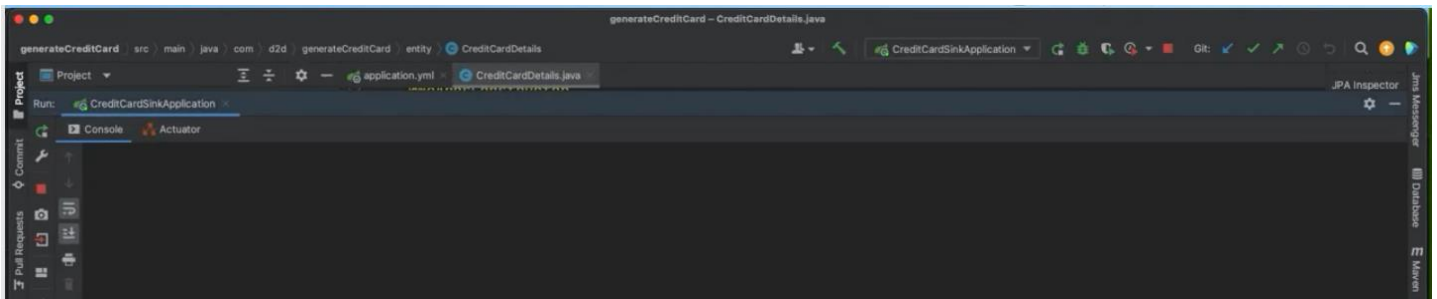 generateCreditCard – CreditCardDetails.java
generateCreditCard src main java com d2d generateCreditCard entity CreditCardDetails
CreditCardSinkApplication
Git:
Project
application.yml
CreditCardDetails.java
JPA Inspector
Run: CreditCardSinkApplication
Console
Actuator
Project
Commit
Pull Requests
Jms Messenger
Database
m Maven